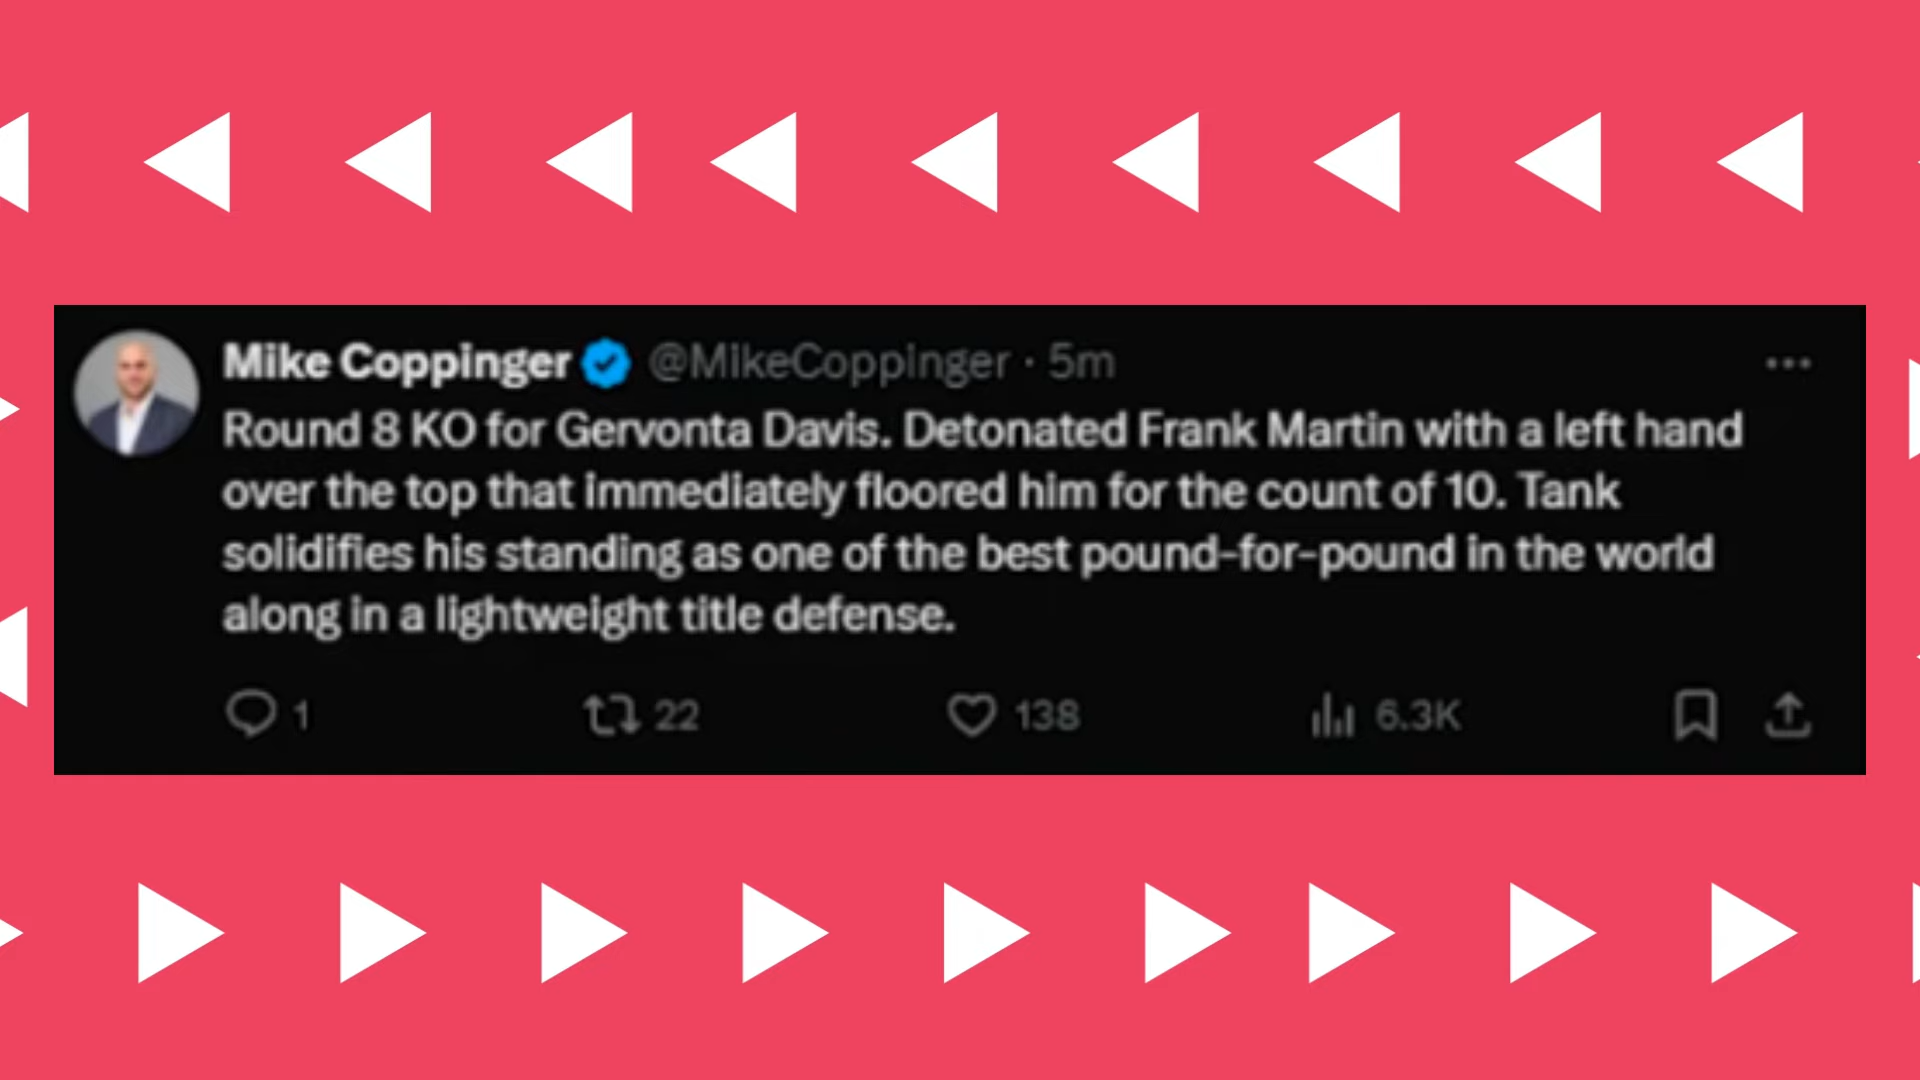 Mike Coppinger @MikeCoppinger · 5m
Round 8 KO for Gervonta Davis. Detonated Frank Martin with a left hand
over the top that immediately floored him for the count of 10. Tank
solidifies his standing as one of the best pound-for-pound in the world
along in a lightweight title defense.
1 22 138 6.3K